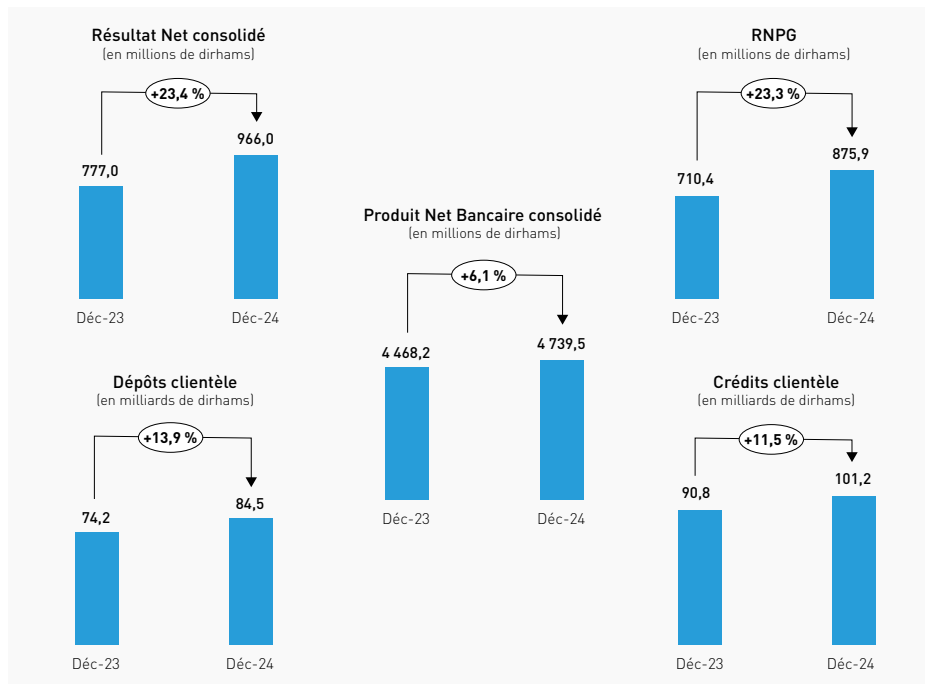 Résultat Net consolidé
(en millions de dirhams)
+23,4 %
777,0
966,0
Déc-23
Déc-24
RNPG
(en millions de dirhams)
+23,3 %
710,4
875,9
Déc-23
Déc-24
Produit Net Bancaire consolidé
(en millions de dirhams)
+6,1 %
4 468,2
4 739,5
Déc-23
Déc-24
Dépôts clientèle
(en milliards de dirhams)
+13,9 %
74,2
84,5
Déc-23
Déc-24
Crédits clientèle
(en milliards de dirhams)
+11,5 %
90,8
101,2
Déc-23
Déc-24